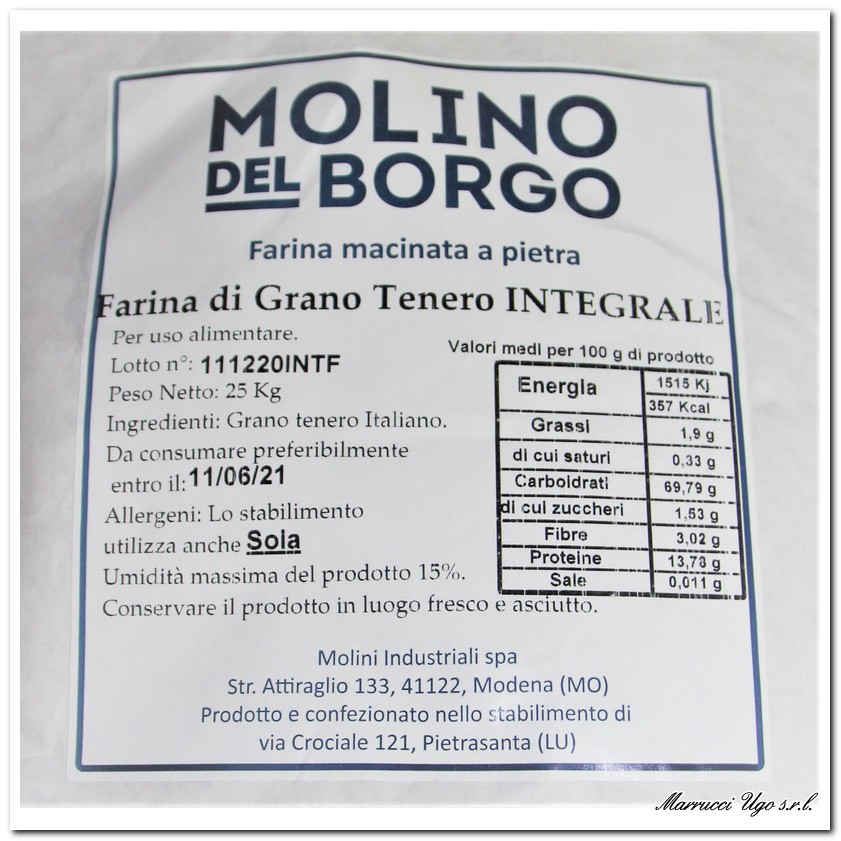 MOLINO
DEL BORGO
Farina macinata a pietra
Farina di Grano Tenero INTEGRALE
Per uso alimentare.
Lotto n°: 111220INTF
Peso Netto: 25 Kg
Ingredienti: Grano tenero Italiano.
Da consumare preferibilmente
entro il: 11/06/21
Allergeni: Lo stabilimento
utilizza anche Soia
Umidità massima del prodotto 15%.
Conservare il prodotto in luogo fresco e asciutto.
Valori medi per 100 g di prodotto
Energia 1515 Kj
357 Kcal
Grassi 1,9 g
di cui saturi 0,33 g
Carboidrati 69,79 g
di cui zuccheri 1,53 g
Fibre 3,02 g
Proteine 13,78 g
Sale 0,011 g
Molini Industriali spa
Str. Attiraglio 133, 41122, Modena (MO)
Prodotto e confezionato nello stabilimento di
via Crociale 121, Pietrasanta (LU)
Marrucci Ugo s.r.l.